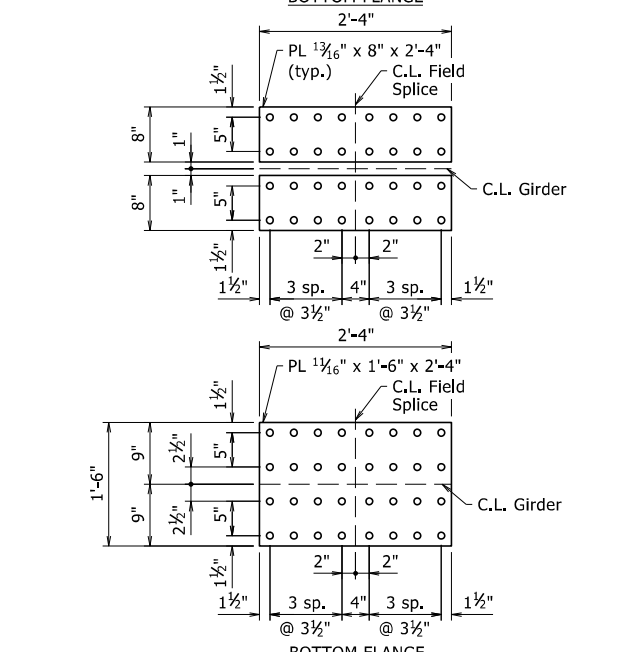 BOTTOM FLANGE
2'-4"
PL 13⁄16" x 8" x 2'-4"
(typ.)
C.L. Field
Splice
1½"
8"
1"
5"
1"
8"
5"
C.L. Girder
1½"
2"
2"
1½"
3 sp.
4"
3 sp.
1½"
@ 3½"
@ 3½"
2'-4"
PL 11⁄16" x 1'-6" x 2'-4"
C.L. Field
Splice
1½"
9"
2½"
5"
1'-6"
9"
2½"
5"
C.L. Girder
1½"
2"
2"
1½"
3 sp.
4"
3 sp.
1½"
@ 3½"
@ 3½"
BOTTOM FLANGE